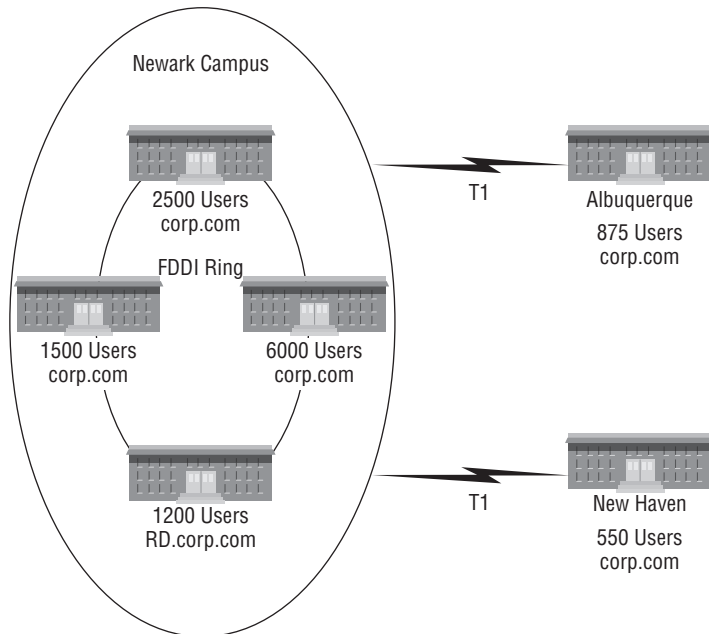 Newark Campus
2500 Users
corp.com
FDDI Ring
1500 Users
corp.com
6000 Users
corp.com
1200 Users
RD.corp.com
T1
Albuquerque
875 Users
corp.com
T1
New Haven
550 Users
corp.com